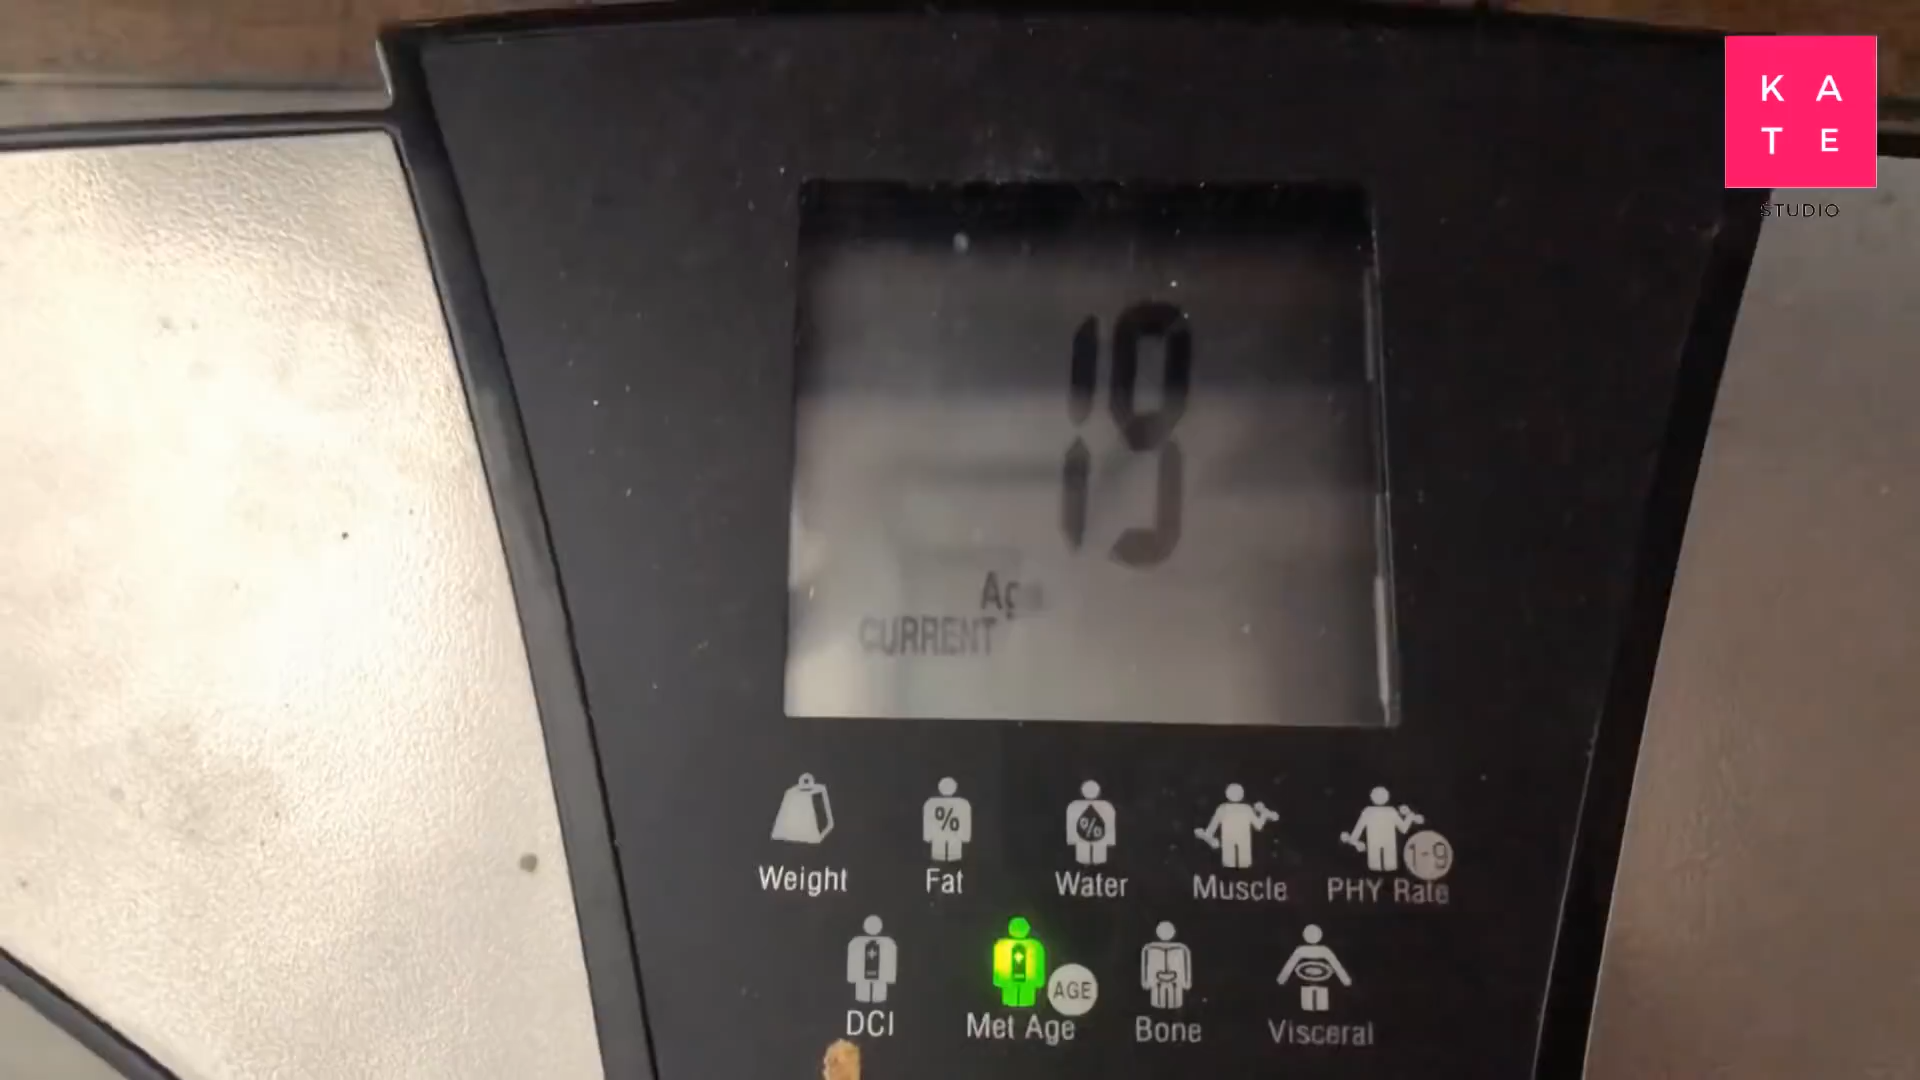 K A
T E
STUDIO
19
CURRENT
%
%
1-9
Weight
Fat
Water
Muscle
PHY Rate
AGE
DCI
Met Age
Bone
Visceral